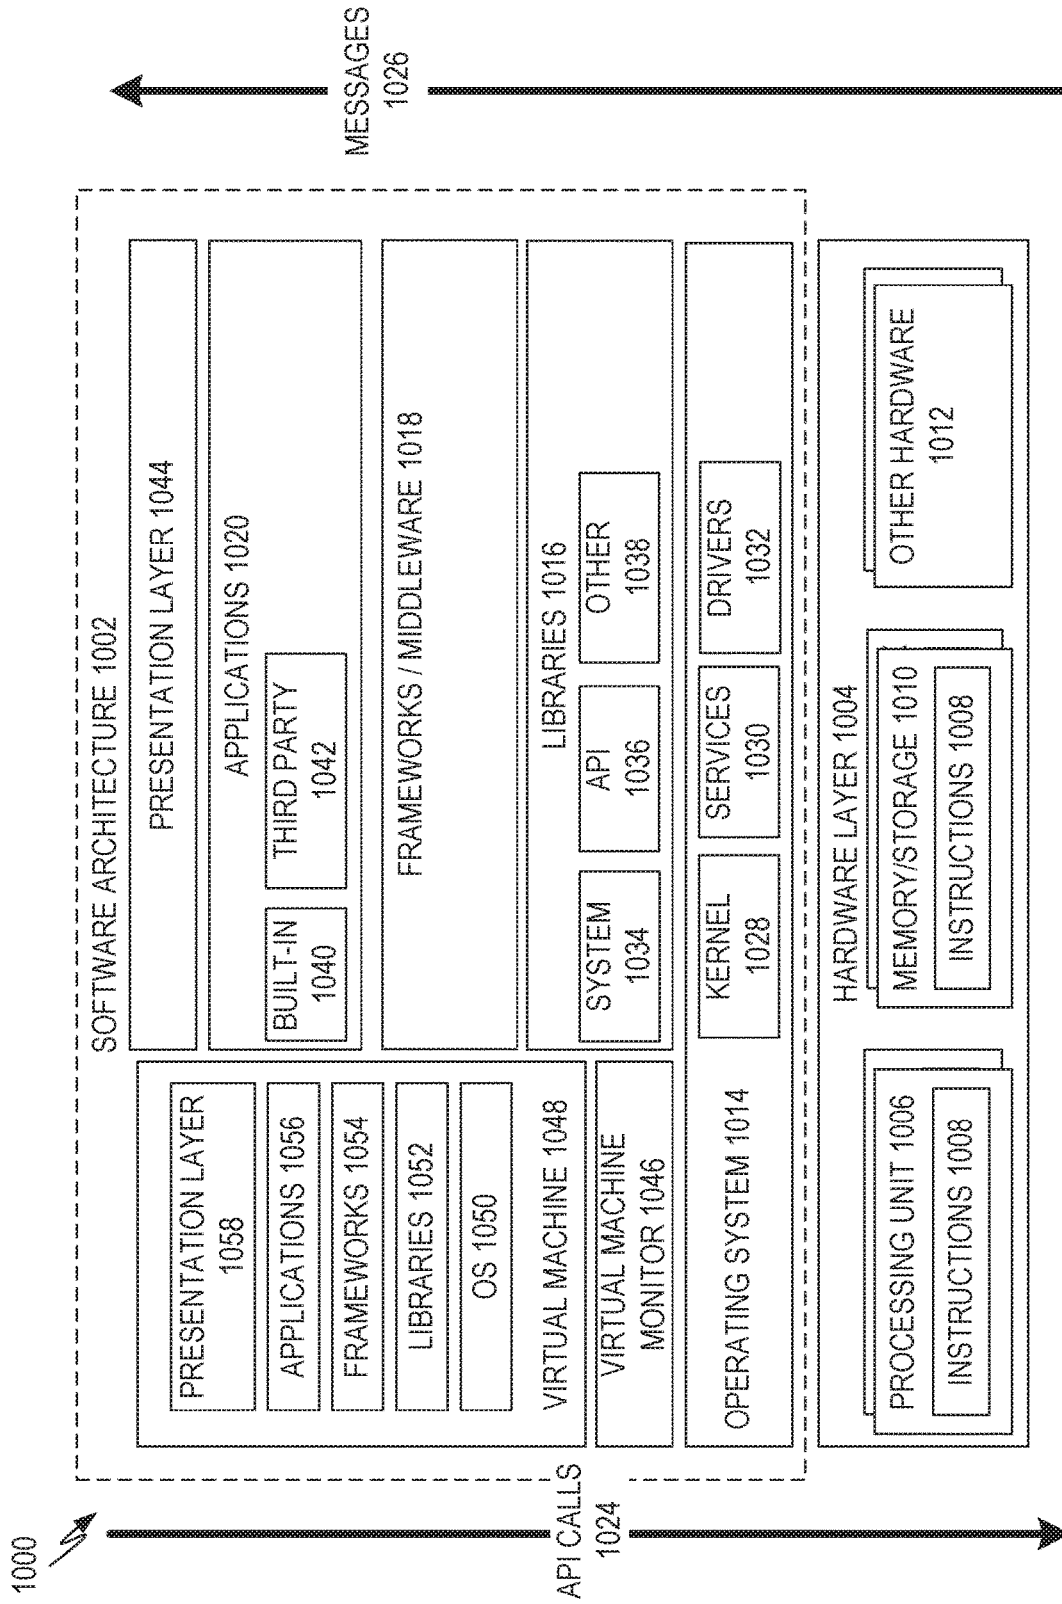 1000
SOFTWARE ARCHITECTURE 1002
PRESENTATION LAYER
1058
APPLICATIONS 1056
FRAMEWORKS 1054
LIBRARIES 1052
OS 1050
VIRTUAL MACHINE 1048
VIRTUAL MACHINE
MONITOR 1046
PRESENTATION LAYER 1044
APPLICATIONS 1020
BUILT-IN
1040
THIRD PARTY
1042
FRAMEWORKS / MIDDLEWARE 1018
LIBRARIES 1016
SYSTEM
1034
API
1036
OTHER
1038
OPERATING SYSTEM 1014
KERNEL
1028
SERVICES
1030
DRIVERS
1032
HARDWARE LAYER 1004
PROCESSING UNIT 1006
INSTRUCTIONS 1008
MEMORY/STORAGE 1010
INSTRUCTIONS 1008
OTHER HARDWARE
1012
API CALLS
1024
MESSAGES
1026